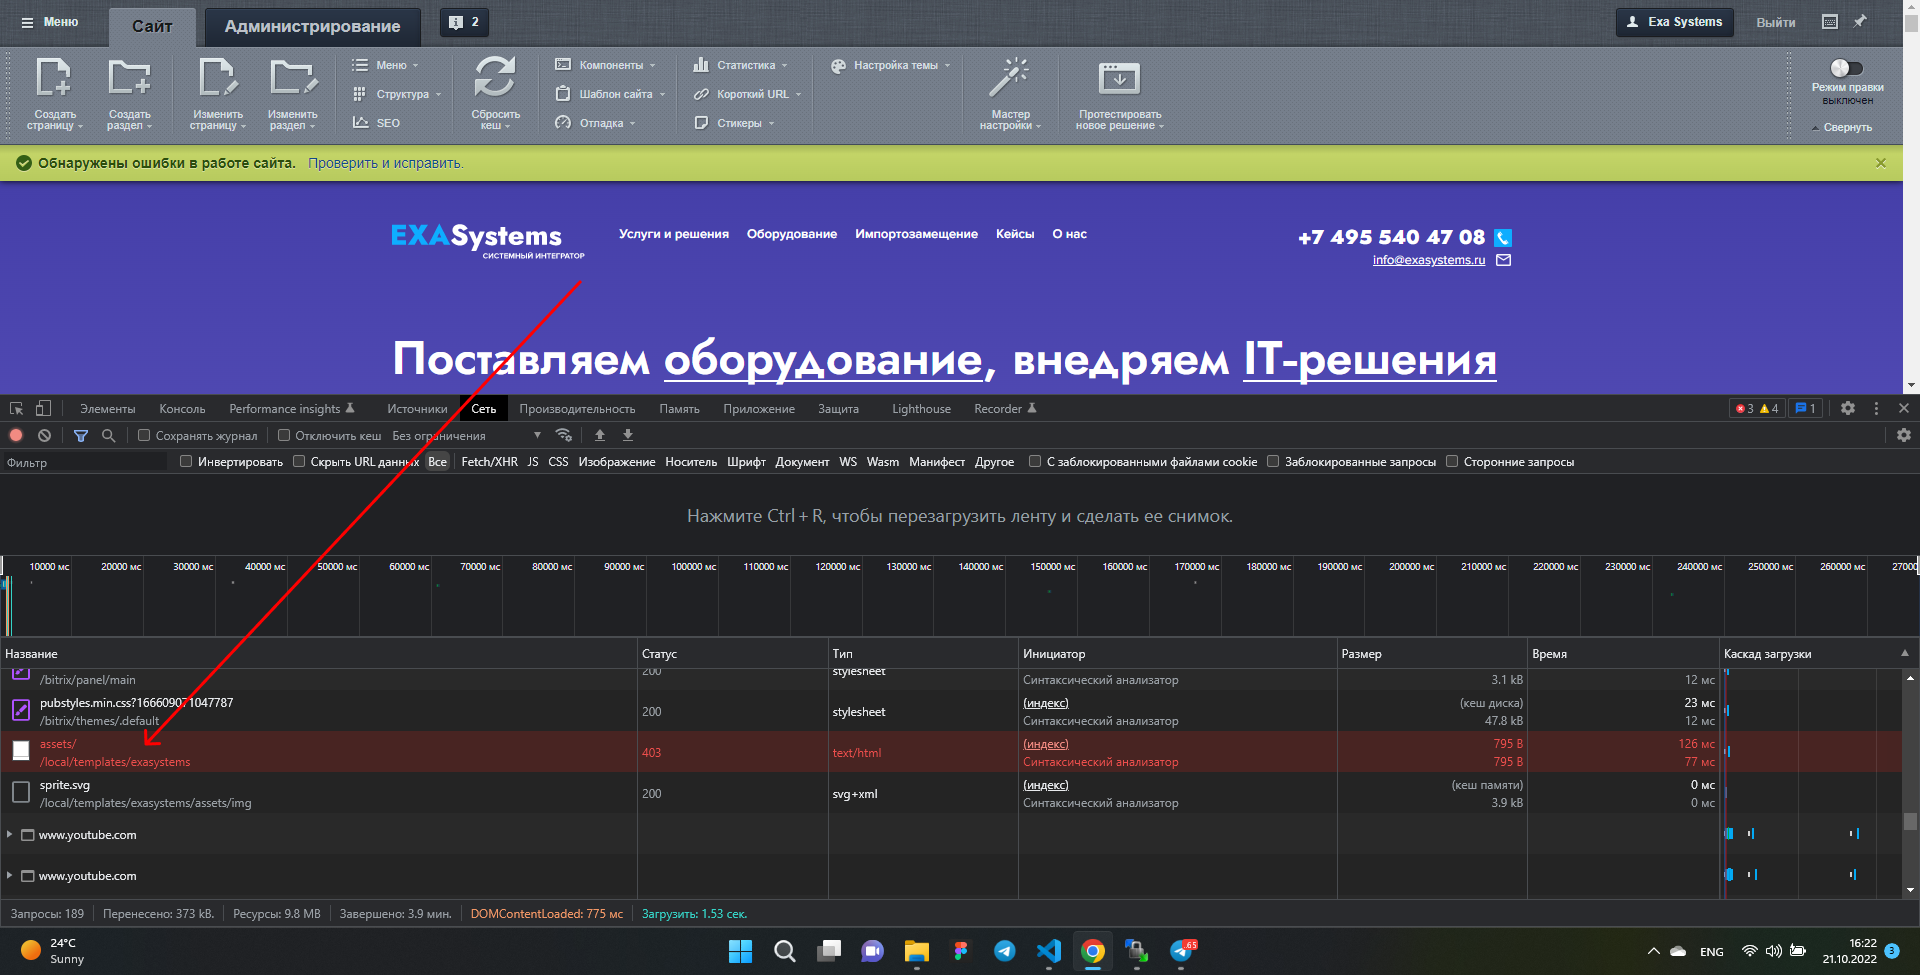 Меню
Сайт
Администрирование
2
Exa Systems
Выйти
Создать страницу
Создать раздел
Изменить страницу
Изменить раздел
Меню
Структура
SEO
Сбросить кеш
Компоненты
Шаблон сайта
Отладка
Статистика
Короткий URL
Стикеры
Настройка темы
Мастер настройки
Протестировать новое решение
Режим правки
выключен
Свернуть
Обнаружены ошибки в работе сайта. Проверить и исправить.
EXASystems
СИСТЕМНЫЙ ИНТЕГРАТОР
Услуги и решения Оборудование Импортозамещение Кейсы О нас
+7 495 540 47 08
info@exasystems.ru
Поставляем оборудование, внедряем IT-решения
Элементы Консоль Performance insights Источники Сеть Производительность Память Приложение Защита Lighthouse Recorder 3 4 1
Сохранять журнал Отключить кеш Без ограничения
Фильтр Инвертировать Скрыть URL данных Все Fetch/XHR JS CSS Изображение Носитель Шрифт Документ WS Wasm Манифест Другое С заблокированными файлами cookie Заблокированные запросы Сторонние запросы
Нажмите Ctrl + R, чтобы перезагрузить ленту и сделать ее снимок.
10000 мс 20000 мс 30000 мс 40000 мс 50000 мс 60000 мс 70000 мс 80000 мс 90000 мс 100000 мс 110000 мс 120000 мс 130000 мс 140000 мс 150000 мс 160000 мс 170000 мс 180000 мс 190000 мс 200000 мс 210000 мс 220000 мс 230000 мс 240000 мс 250000 мс 260000 мс 27000
Название Статус Тип Инициатор Размер Время Каскад загрузки
200 stylesheet
/bitrix/panel/main Синтаксический анализатор 3.1 kB 12 мс
pubstyles.min.css?166609071047787 200 stylesheet (индекс) (кеш диска) 23 мс
/bitrix/themes/.default Синтаксический анализатор 47.8 kB 12 мс
assets/ 403 text/html (индекс) 795 B 126 мс
/local/templates/exasystems Синтаксический анализатор 795 B 77 мс
sprite.svg 200 svg+xml (индекс) (кеш памяти) 0 мс
/local/templates/exasystems/assets/img Синтаксический анализатор 3.9 kB 0 мс
www.youtube.com
www.youtube.com
Запросы: 189 Перенесено: 373 kB. Ресурсы: 9.8 MB Завершено: 3.9 мин. DOMContentLoaded: 775 мс Загрузить: 1.53 сек.
24°C
Sunny
.65
ENG
16:22
21.10.2022
3